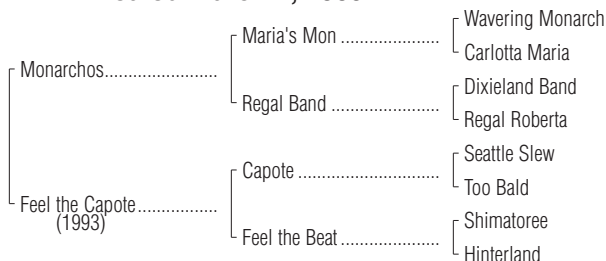 Monarchos
Maria's Mon
Wavering Monarch
Carlotta Maria
Regal Band
Dixieland Band
Regal Roberta
Feel the Capote
(1993)
Capote
Seattle Slew
Too Bald
Feel the Beat
Shimatoree
Hinterland